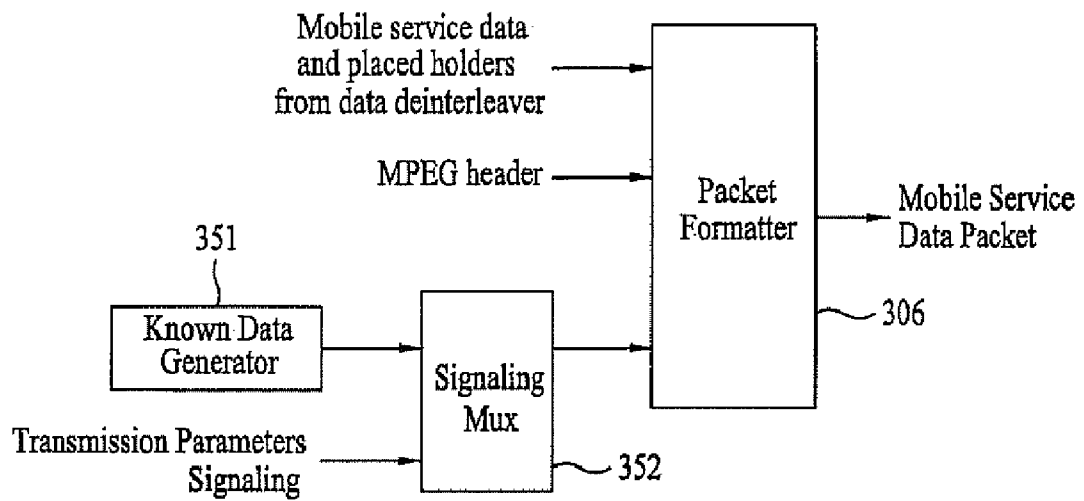 Mobile service data
and placed holders
from data deinterleaver
MPEG header
Packet
Formatter
Mobile Service
Data Packet
306
351
Known Data
Generator
Signaling
Mux
352
Transmission Parameters
Signaling